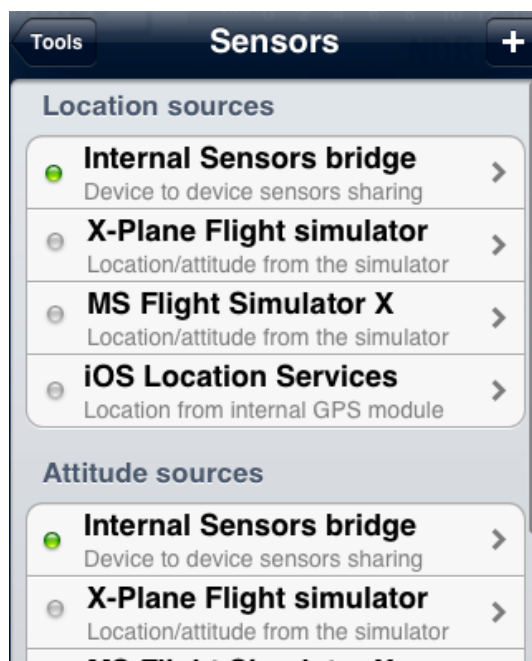 Tools
Sensors
+
Location sources
Internal Sensors bridge
Device to device sensors sharing
X-Plane Flight simulator
Location/attitude from the simulator
MS Flight Simulator X
Location/attitude from the simulator
iOS Location Services
Location from internal GPS module
Attitude sources
Internal Sensors bridge
Device to device sensors sharing
X-Plane Flight simulator
Location/attitude from the simulator